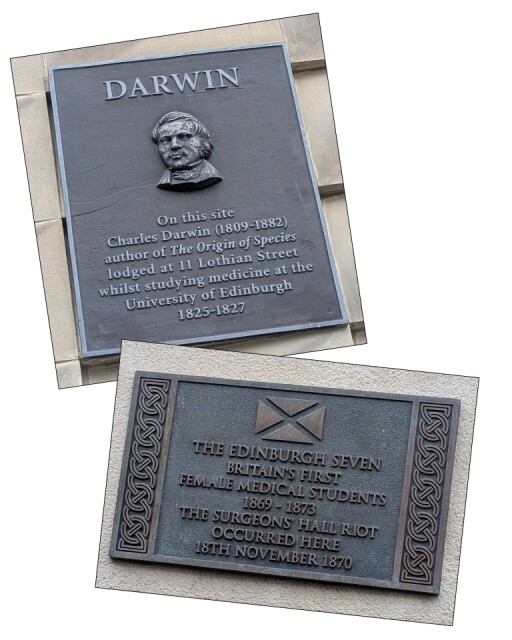 DARWIN
On this site
Charles Darwin (1809-1882)
author of The Origin of Species
lodged at 11 Lothian Street
whilst studying medicine at the
University of Edinburgh
1825-1827
THE EDINBURGH SEVEN
BRITAIN'S FIRST
FEMALE MEDICAL STUDENTS
1869 - 1873
THE SURGEONS' HALL RIOT
OCCURRED HERE
18TH NOVEMBER 1870